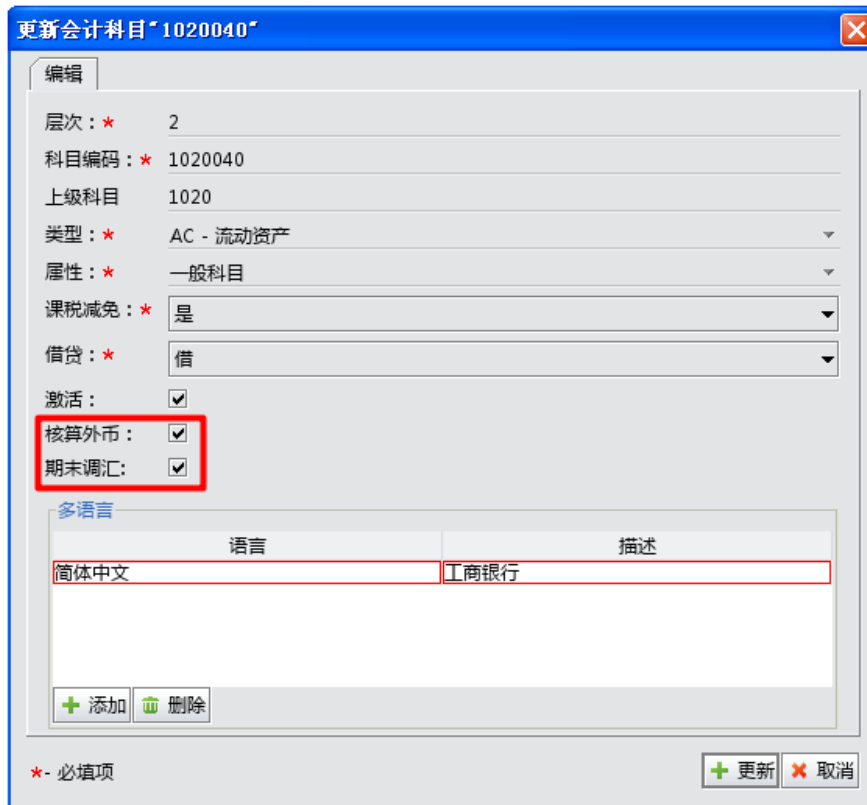 更新会计科目"1020040"
编辑
层次：* 2
科目编码：* 1020040
上级科目 1020
类型：* AC - 流动资产
属性：* 一般科目
课税减免：* 是
借贷：* 借
激活：
核算外币：
期末调汇:
多语言
语言 描述
简体中文 工商银行
添加 删除
*- 必填项
更新 取消